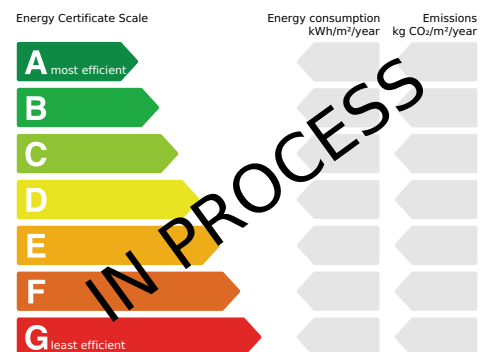 Energy Certificate Scale
Energy consumption
kWh/m²/year
Emissions
kg CO₂/m²/year
A most efficient
B
C
D
E
F
G least efficient
IN PROCESS